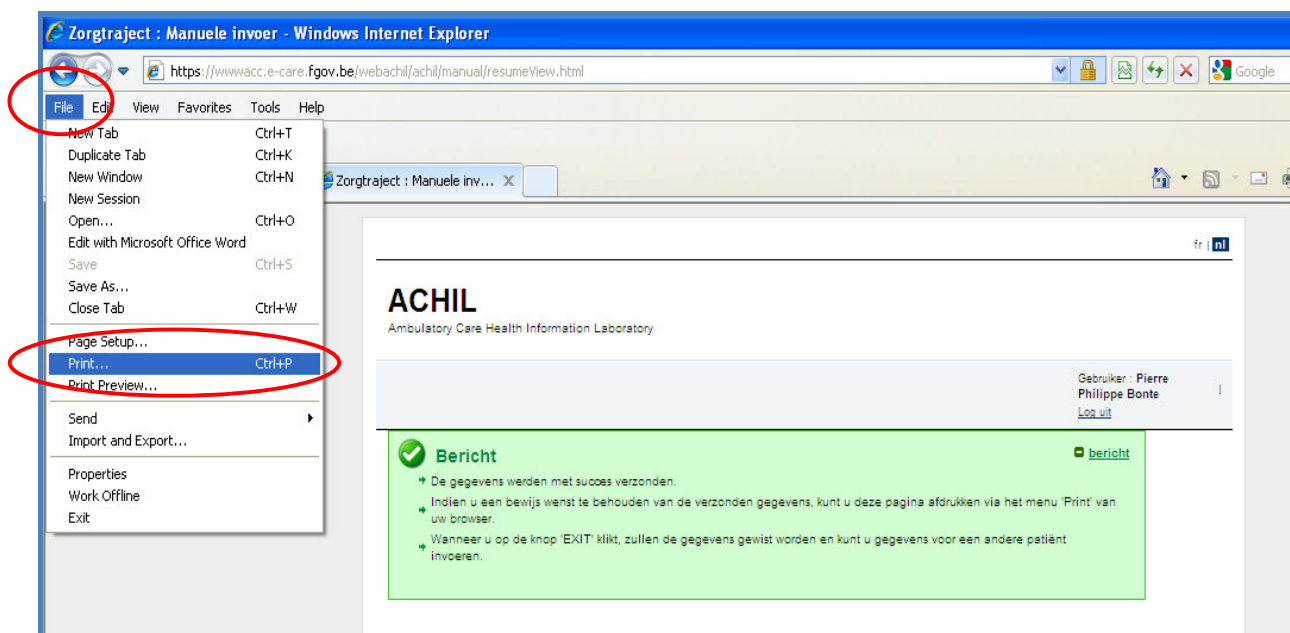 Zorgtraject : Manuele invoer - Windows Internet Explorer
https://wwwacc.e-care.fgov.be/webachil/achil/manual/resumeView.html
Google
File Edit View Favorites Tools Help
New Tab Ctrl+T
Duplicate Tab Ctrl+K
New Window Ctrl+N
New Session
Open... Ctrl+O
Edit with Microsoft Office Word
Save Ctrl+S
Save As...
Close Tab Ctrl+W
Page Setup...
Print... Ctrl+P
Print Preview...
Send
Import and Export...
Properties
Work Offline
Exit
Zorgtraject : Manuele inv... X
fr | nl
ACHIL
Ambulatory Care Health Information Laboratory
Gebruiker : Pierre
Philippe Bonte
Log uit
Bericht
bericht
De gegevens werden met succes verzonden.
Indien u een bewijs wenst te behouden van de verzonden gegevens, kunt u deze pagina afdrukken via het menu 'Print' van
uw browser.
Wanneer u op de knop 'EXIT' klikt, zullen de gegevens gewist worden en kunt u gegevens voor een andere patiënt
invoeren.